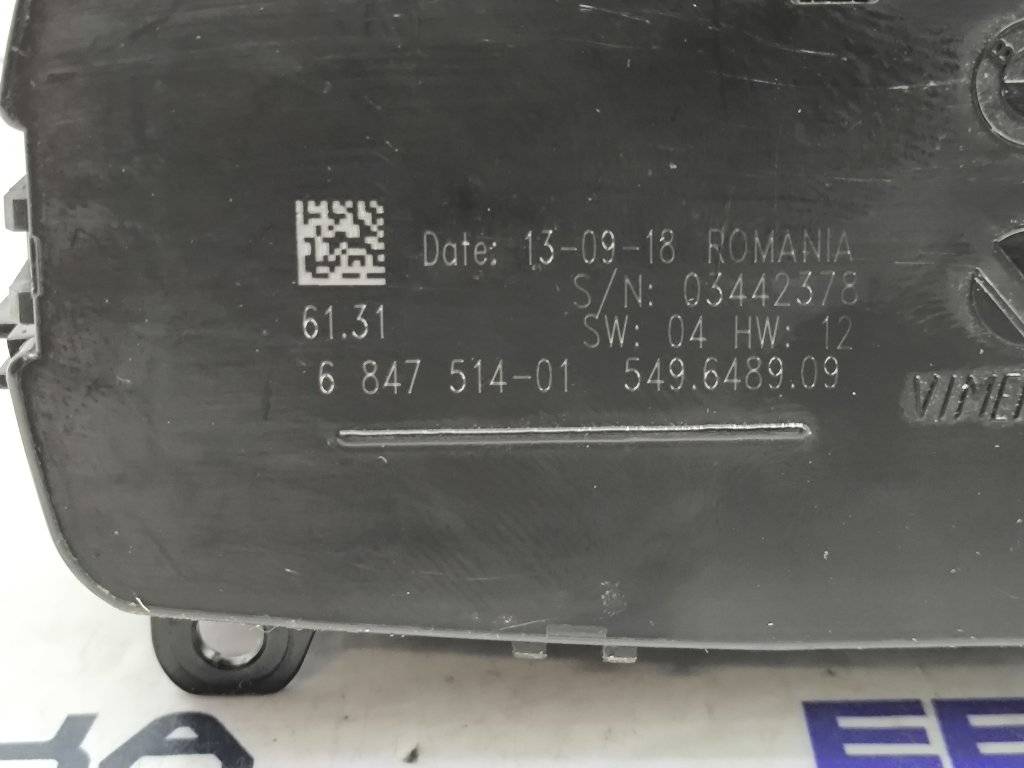 Date: 13-09-18 ROMANIA
S/N: 03442378
61.31
SW: 04 HW: 12
6 847 514-01 549.6489.09